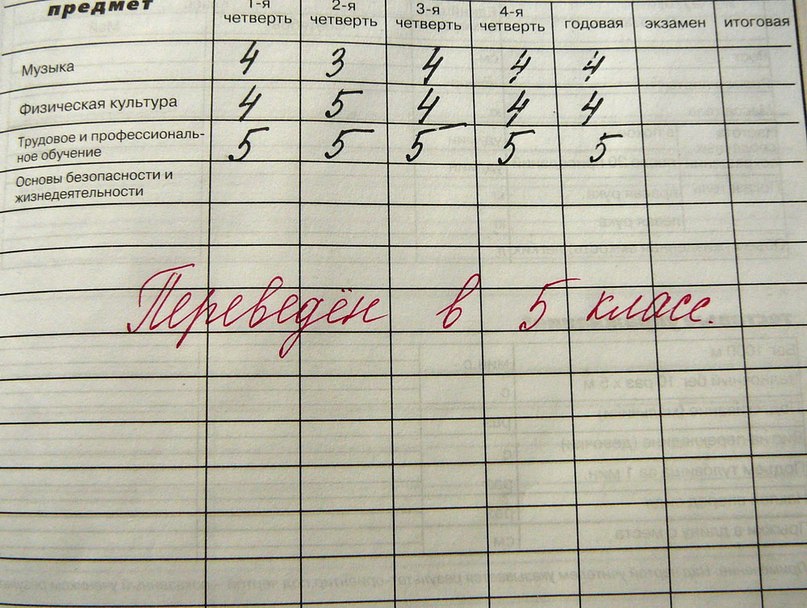 предмет 1-я четверть 2-я четверть 3-я четверть 4-я четверть годовая экзамен итоговая
Музыка 4 3 4 4 4
Физическая культура 4 5 4 4 4
Трудовое и профессиональ-
ное обучение 5 5 5 5 5
Основы безопасности и
жизнедеятельности
Переведён в 5 класс.